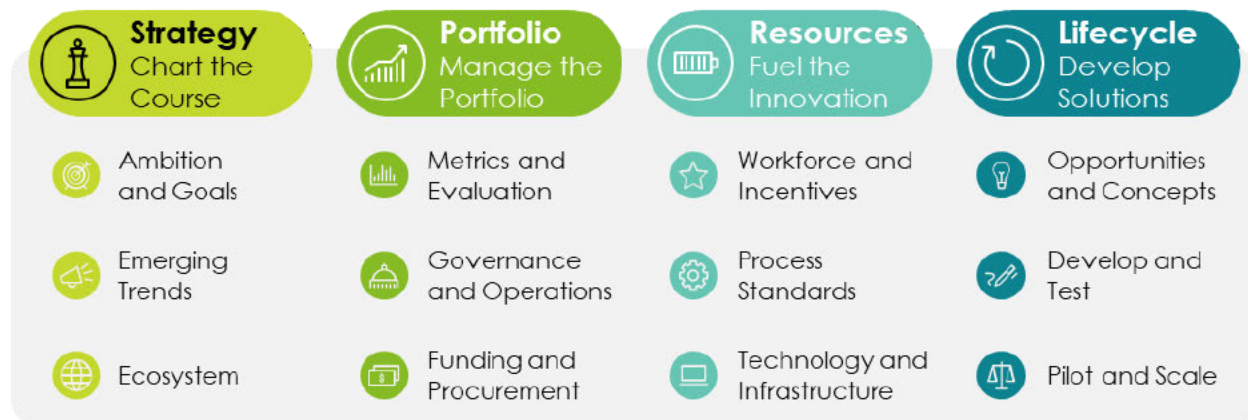 Strategy
Chart the
Course
Ambition
and Goals
Emerging
Trends
Ecosystem
Portfolio
Manage the
Portfolio
Metrics and
Evaluation
Governance
and Operations
Funding and
Procurement
Resources
Fuel the
Innovation
Workforce and
Incentives
Process
Standards
Technology and
Infrastructure
Lifecycle
Develop
Solutions
Opportunities
and Concepts
Develop and
Test
Pilot and Scale